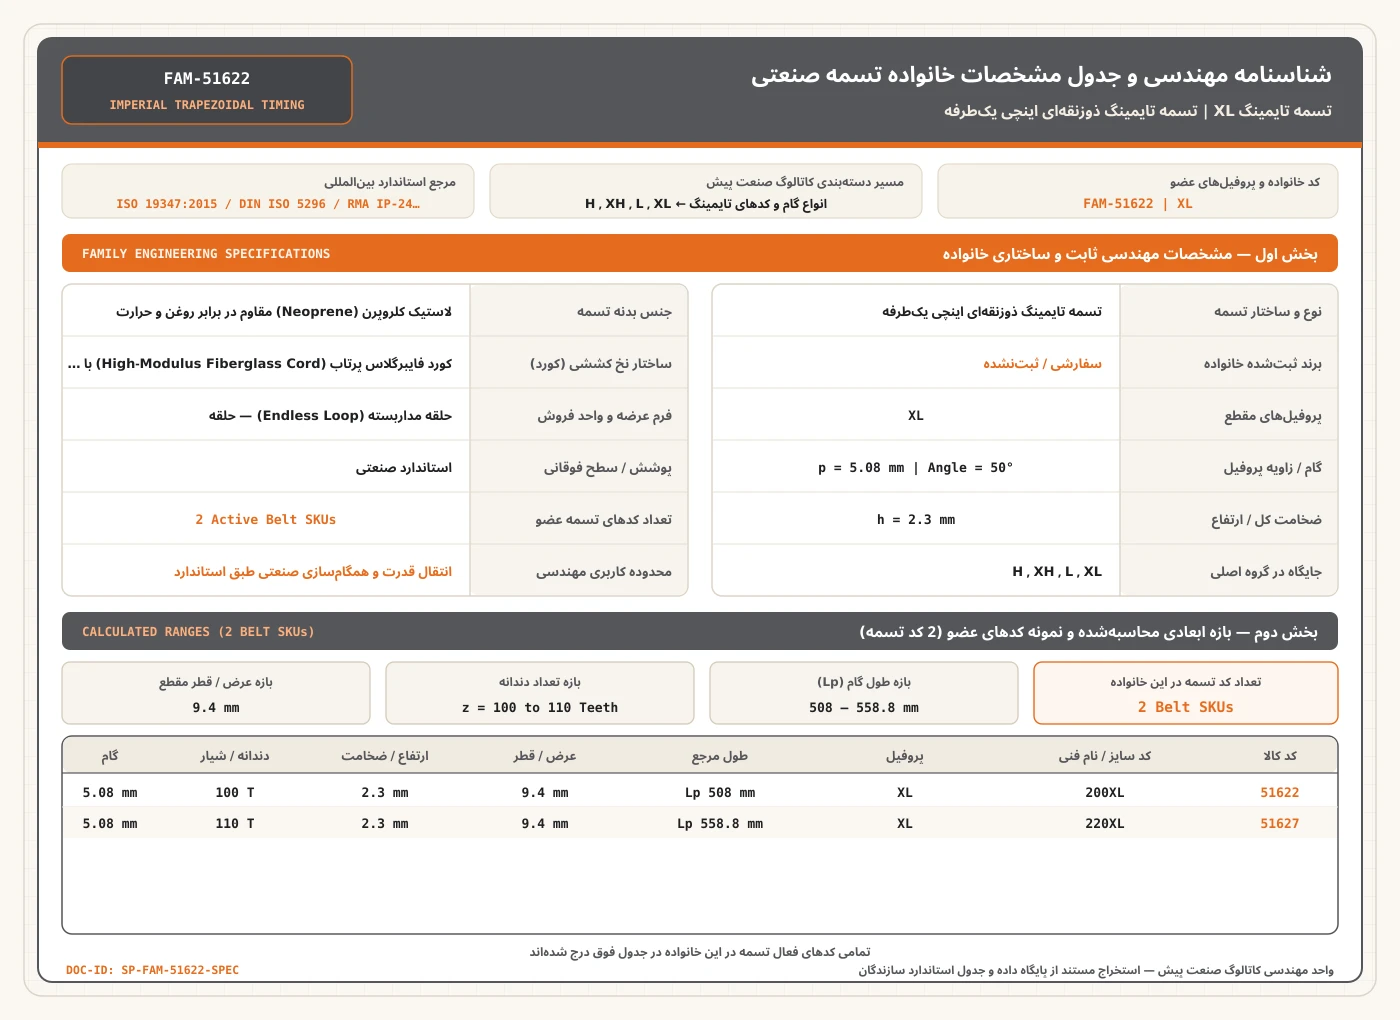 شناسنامه مهندسی و جدول مشخصات خانواده تسمه صنعتی
تسمه تایمینگ XL | تسمه تایمینگ ذوزنقه‌ای اینچی یک‌طرفه
FAM-51622
IMPERIAL TRAPEZOIDAL TIMING
کد خانواده و پروفیل‌های عضو
FAM-51622 | XL
مسیر دسته‌بندی کاتالوگ صنعت پیش
انواع گام و کدهای تایمینگ ← H , XH , L , XL
مرجع استاندارد بین‌المللی
ISO 19347:2015 / DIN ISO 5296 / RMA IP-24…
بخش اول — مشخصات مهندسی ثابت و ساختاری خانواده
FAMILY ENGINEERING SPECIFICATIONS
نوع و ساختار تسمه
تسمه تایمینگ ذوزنقه‌ای اینچی یک‌طرفه
برند ثبت‌شده خانواده
سفارشی / ثبت‌نشده
پروفیل‌های مقطع
XL
گام / زاویه پروفیل
p = 5.08 mm | Angle = 50°
ضخامت کل / ارتفاع
h = 2.3 mm
جایگاه در گروه اصلی
H , XH , L , XL
جنس بدنه تسمه
لاستیک کلروپرن (Neoprene) مقاوم در برابر روغن و حرارت
ساختار نخ کششی (کورد)
کورد فایبرگلاس پرتاب (High-Modulus Fiberglass Cord) با ...
فرم عرضه و واحد فروش
حلقه مداربسته (Endless Loop) — حلقه
پوشش / سطح فوقانی
استاندارد صنعتی
تعداد کدهای تسمه عضو
2 Active Belt SKUs
محدوده کاربری مهندسی
انتقال قدرت و همگام‌سازی صنعتی طبق استاندارد
بخش دوم — بازه ابعادی محاسبه‌شده و نمونه کدهای عضو (2 کد تسمه)
CALCULATED RANGES (2 BELT SKUs)
تعداد کد تسمه در این خانواده
2 Belt SKUs
بازه طول گام (Lp)
508 – 558.8 mm
بازه تعداد دندانه
z = 100 to 110 Teeth
بازه عرض / قطر مقطع
9.4 mm
کد کالا	کد سایز / نام فنی	پروفیل	طول مرجع	عرض / قطر	ارتفاع / ضخامت	دندانه / شیار	گام
51622	200XL	XL	Lp 508 mm	9.4 mm	2.3 mm	100 T	5.08 mm
51627	220XL	XL	Lp 558.8 mm	9.4 mm	2.3 mm	110 T	5.08 mm
تمامی کدهای فعال تسمه در این خانواده در جدول فوق درج شده‌اند
واحد مهندسی کاتالوگ صنعت پیش — استخراج مستند از پایگاه داده و جدول استاندارد سازندگان
DOC-ID: SP-FAM-51622-SPEC